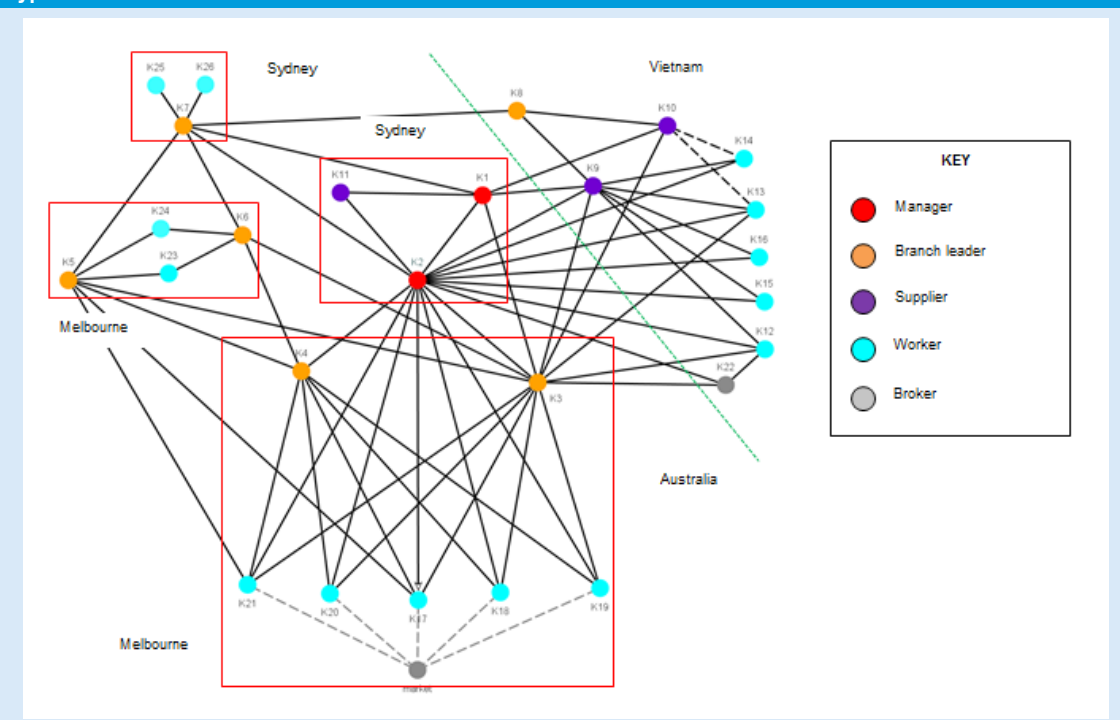 Sydney
Vietnam
K25
K26
K7
K8
K10
Sydney
K14
K11
K1
K9
K13
K24
K6
K16
K23
K5
K2
K15
K12
Melbourne
K4
K22
K3
Australia
K21
K20
K17
K18
K19
Melbourne
market
KEY
Manager
Branch leader
Supplier
Worker
Broker